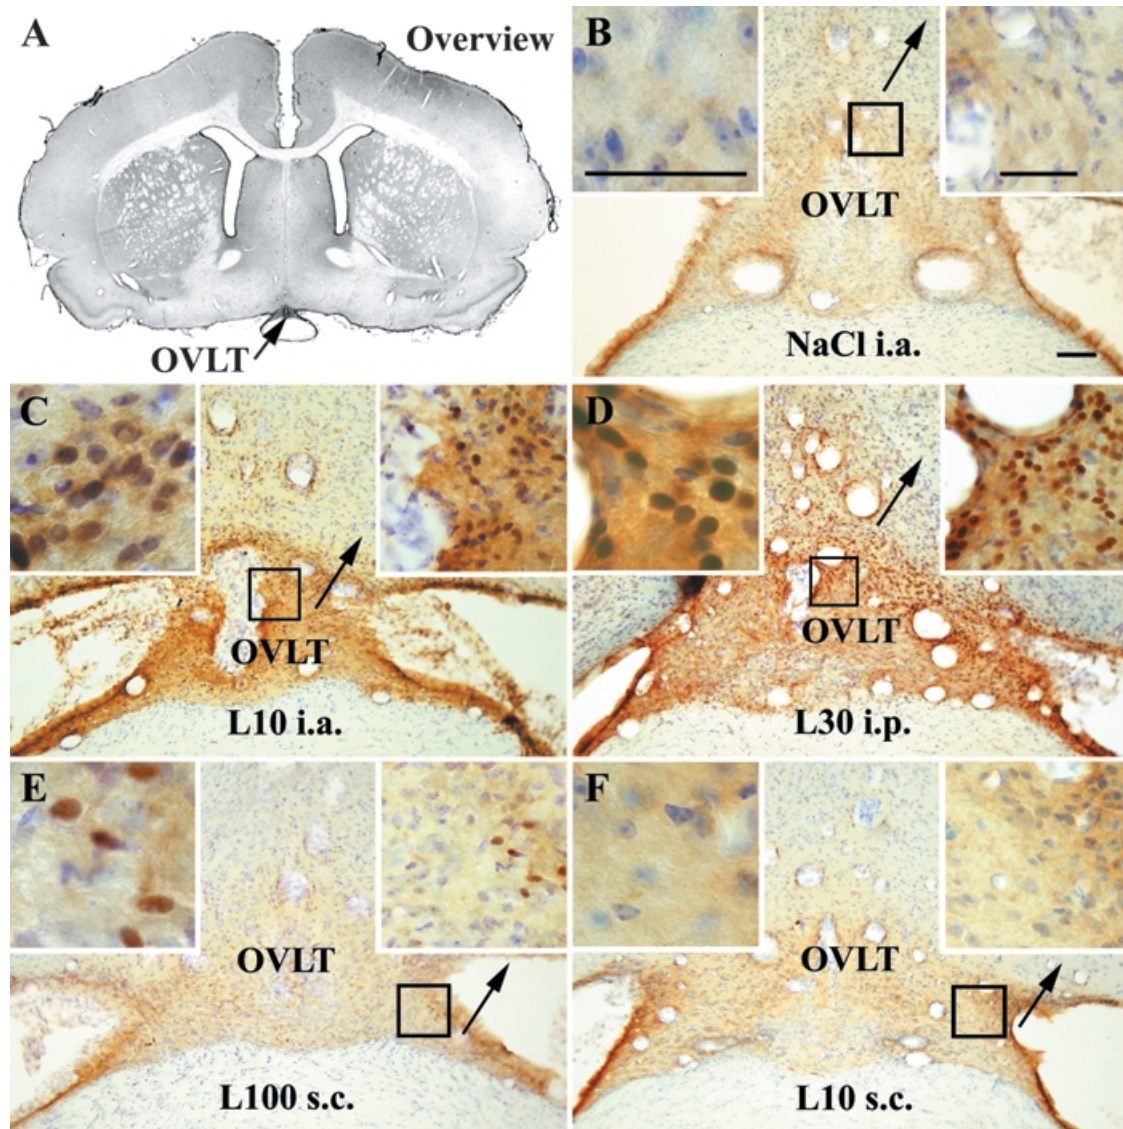 A
Overview
OVLT
B
OVLT
NaCl i.a.
C
OVLT
L10 i.a.
D
OVLT
L30 i.p.
E
OVLT
L100 s.c.
F
OVLT
L10 s.c.